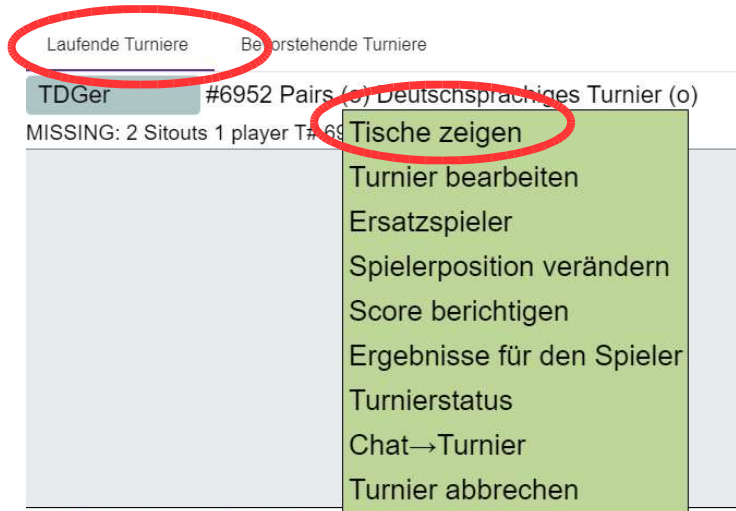 Laufende Turniere Bevorstehende Turniere
TDGer #6952 Pairs (o) Deutschsprachiges Turnier (o)
MISSING: 2 Sitouts 1 player T# 69
Tische zeigen
Turnier bearbeiten
Ersatzspieler
Spielerposition verändern
Score berichtigen
Ergebnisse für den Spieler
Turnierstatus
Chat→Turnier
Turnier abbrechen